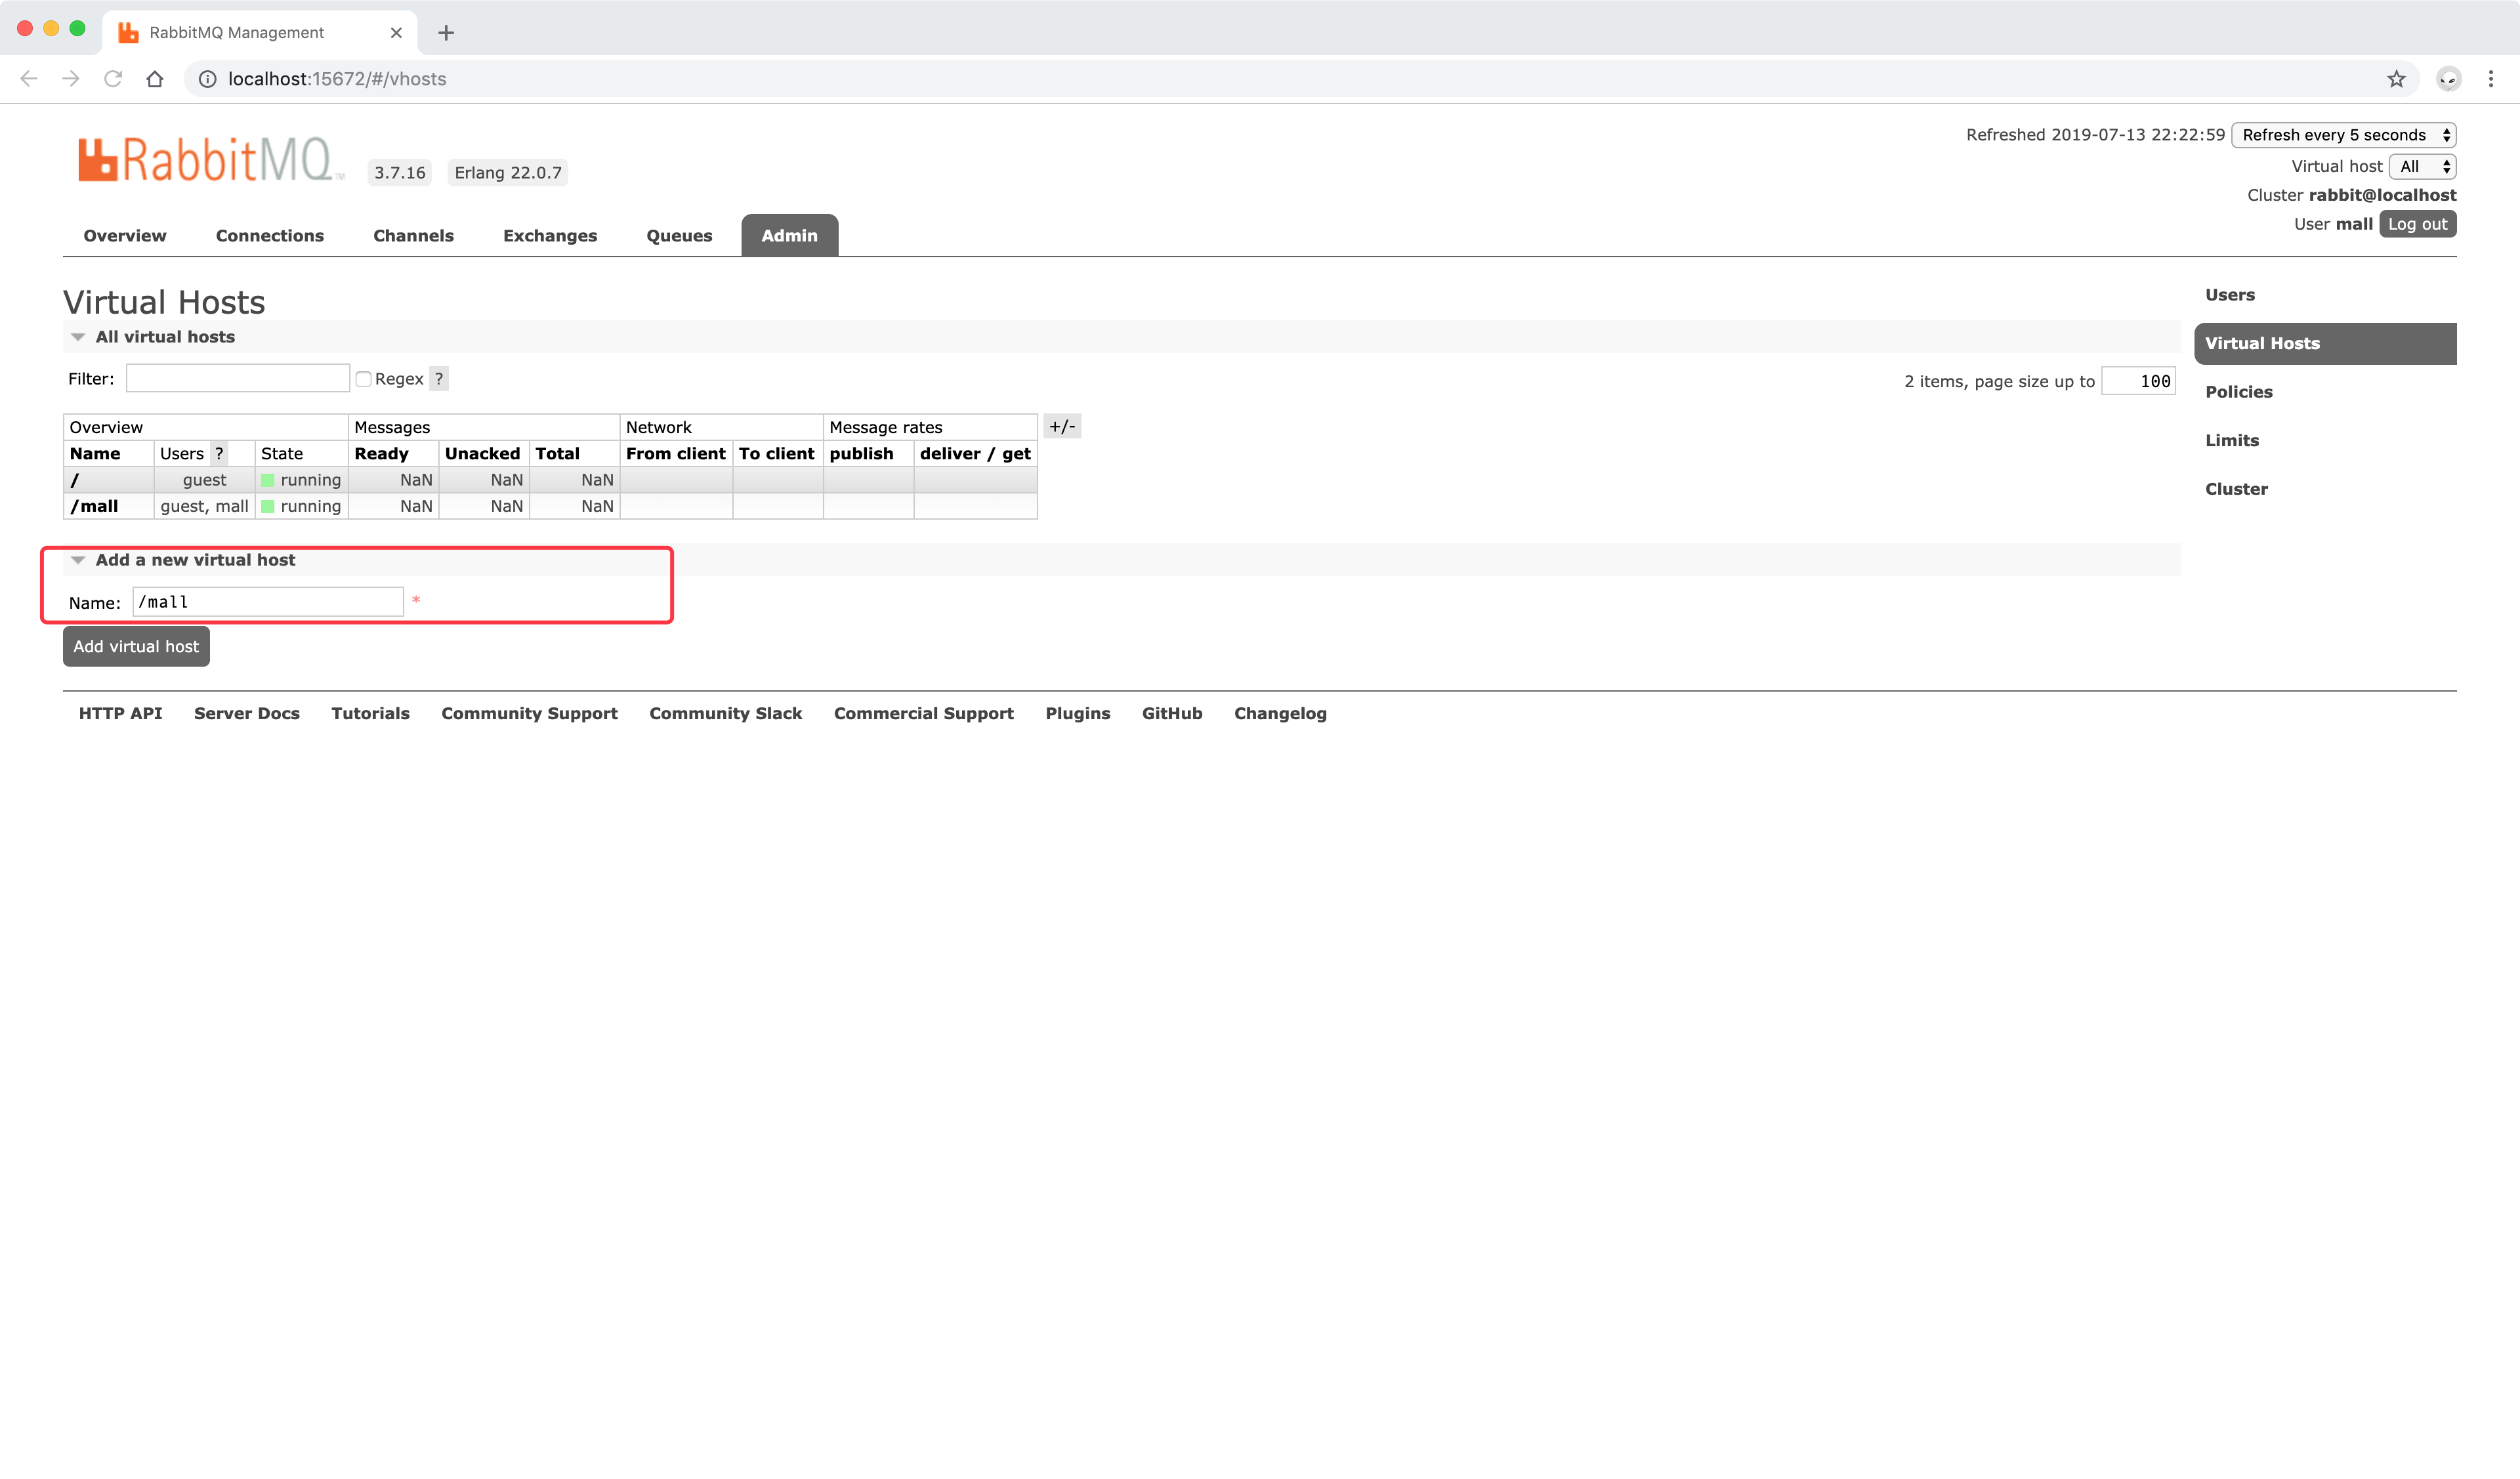 RabbitMQ Management
localhost:15672/#/vhosts
RabbitMQ TM 3.7.16 Erlang 22.0.7
Refreshed 2019-07-13 22:22:59 Refresh every 5 seconds
Virtual host All
Cluster rabbit@localhost
User mall Log out
Overview Connections Channels Exchanges Queues Admin
Virtual Hosts
All virtual hosts
Filter: Regex ?
2 items, page size up to 100
Overview Messages Network Message rates +/-
Name Users ? State Ready Unacked Total From client To client publish deliver / get
/ guest running NaN NaN NaN
/mall guest, mall running NaN NaN NaN
Add a new virtual host
Name: /mall *
Add virtual host
Users
Virtual Hosts
Policies
Limits
Cluster
HTTP API Server Docs Tutorials Community Support Community Slack Commercial Support Plugins GitHub Changelog